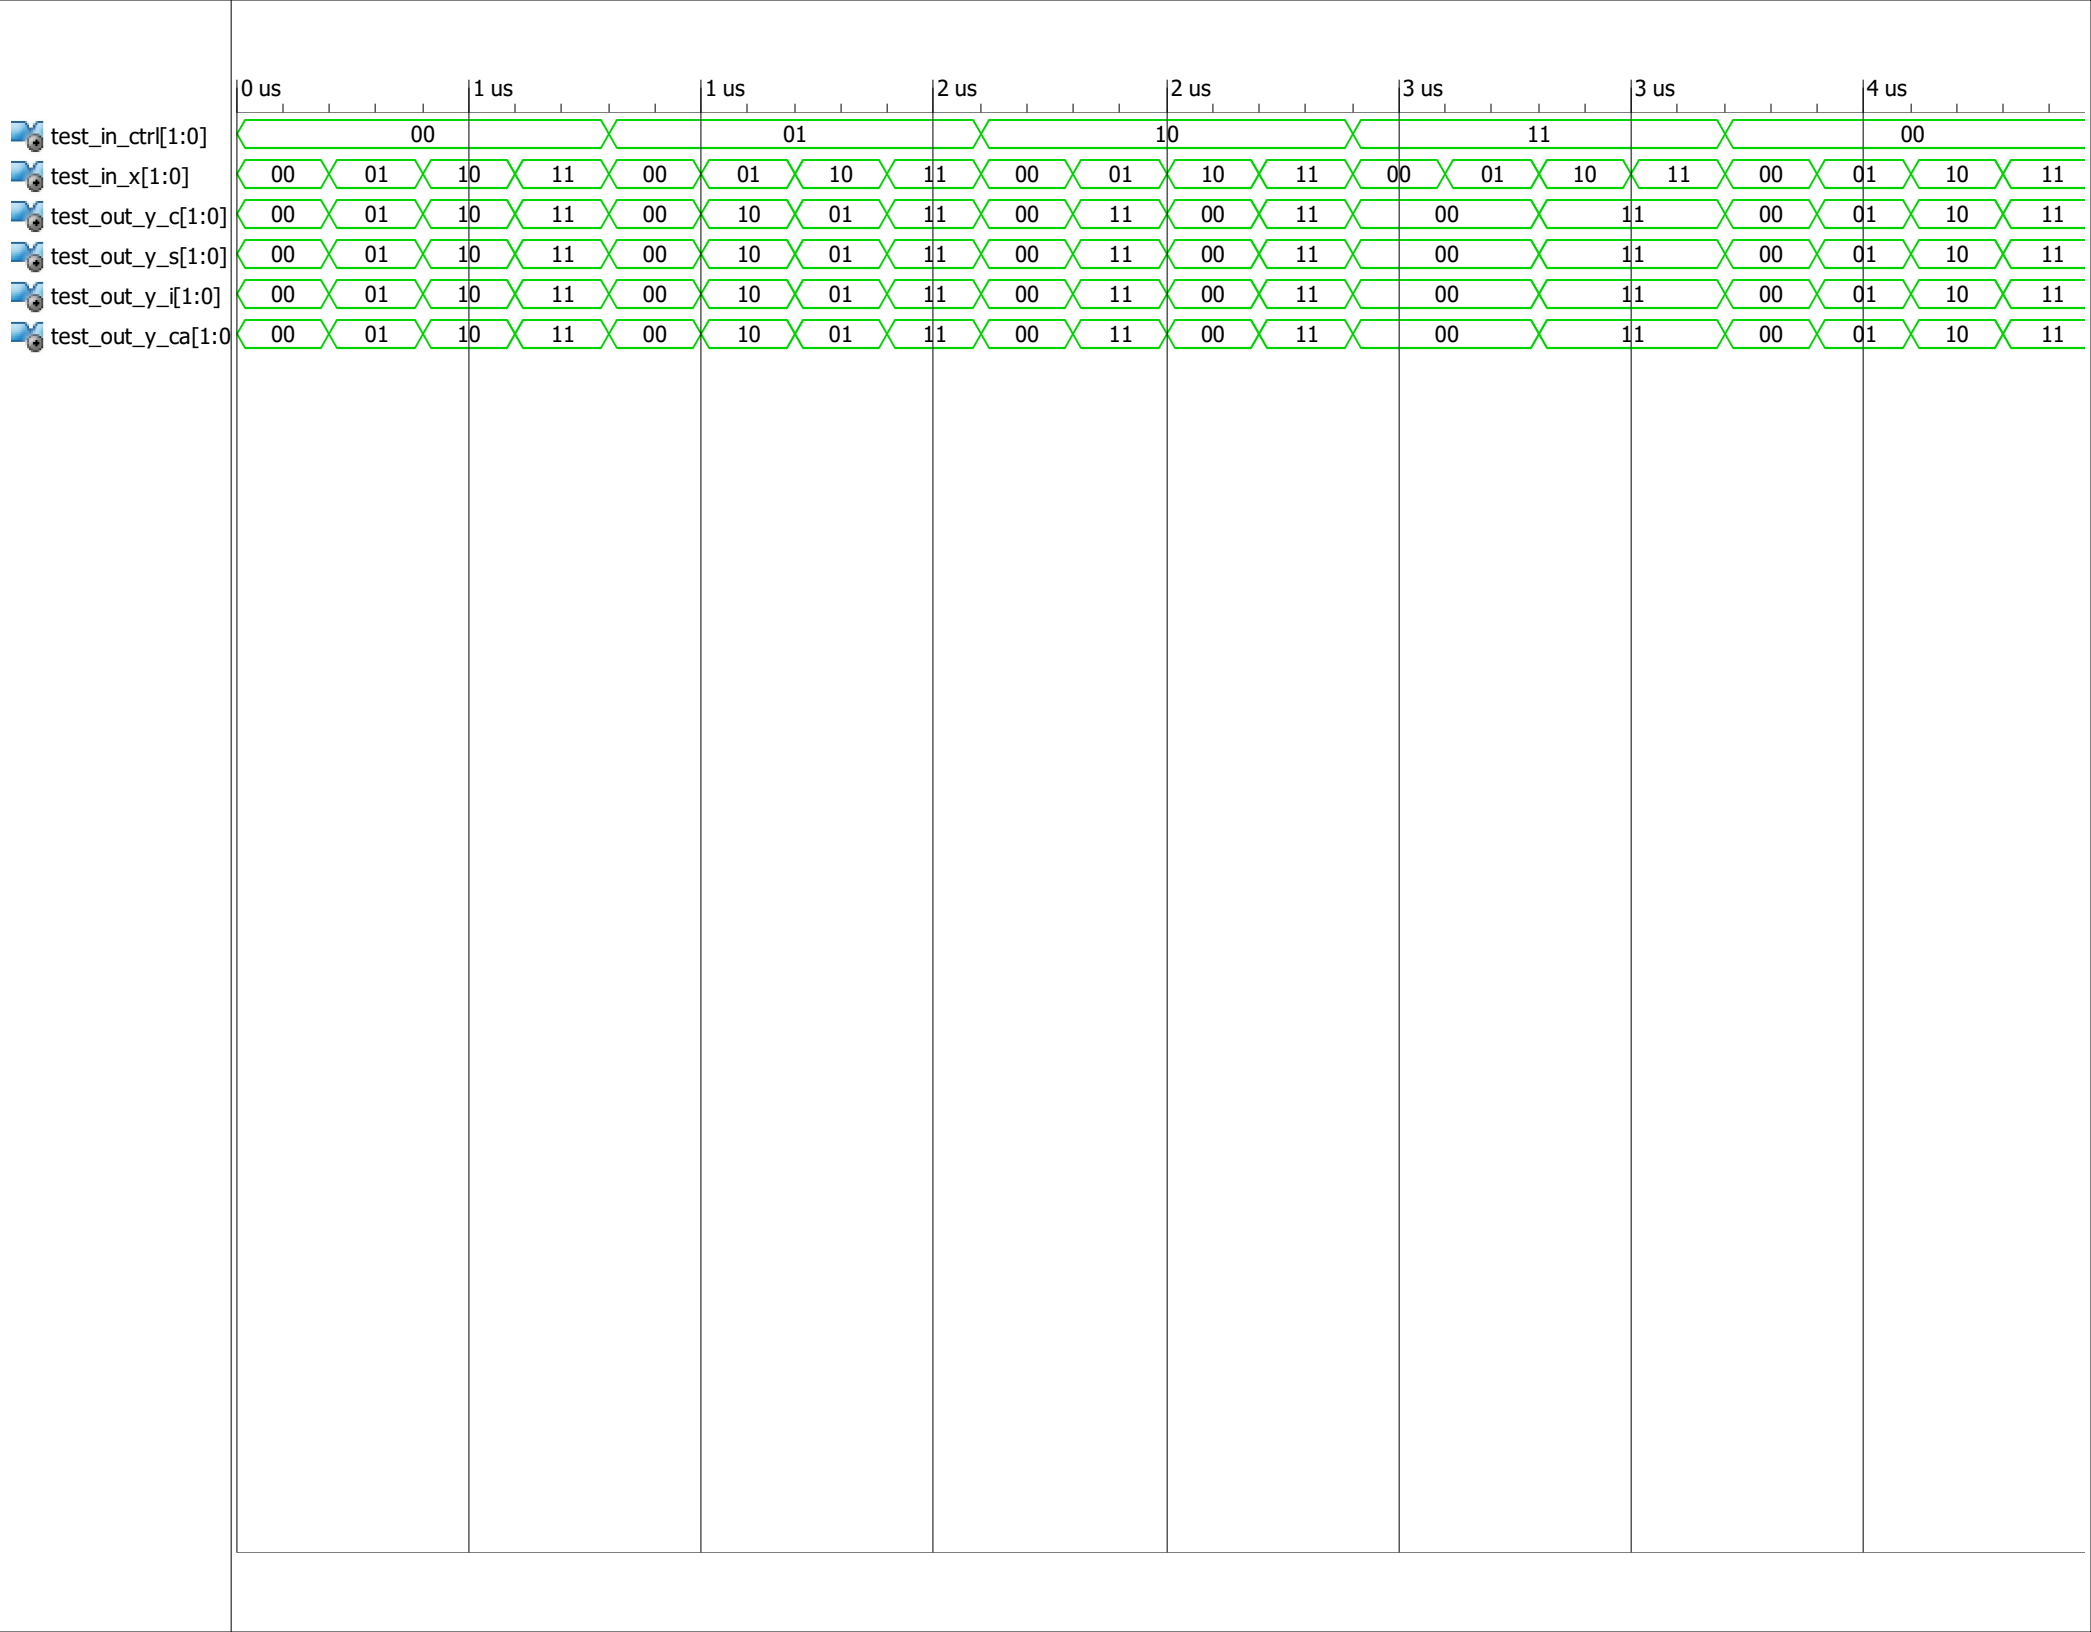 0 us 1 us 1 us 2 us 2 us 3 us 3 us 4 us
test_in_ctrl[1:0] 00 01 10 11 00
test_in_x[1:0] 00 01 10 11 00 01 10 11 00 01 10 11 00 01 10 11 00 01 10 11
test_out_y_c[1:0] 00 01 10 11 00 10 01 11 00 11 00 11 00 11 00 01 10 11
test_out_y_s[1:0] 00 01 10 11 00 10 01 11 00 11 00 11 00 11 00 01 10 11
test_out_y_i[1:0] 00 01 10 11 00 10 01 11 00 11 00 11 00 11 00 01 10 11
test_out_y_ca[1:0 00 01 10 11 00 10 01 11 00 11 00 11 00 11 00 01 10 11